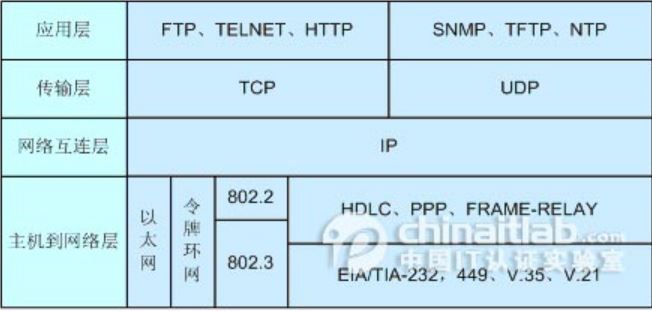 应用层
FTP、TELNET、HTTP
SNMP、TFTP、NTP
传输层
TCP
UDP
网络互连层
IP
主机到网络层
以太网
令牌环网
802.2
802.3
HDLC、PPP、FRAME-RELAY
EIA/TIA-232，449、V.35、V.21
chinaitlab.com
中国IT认证实验室